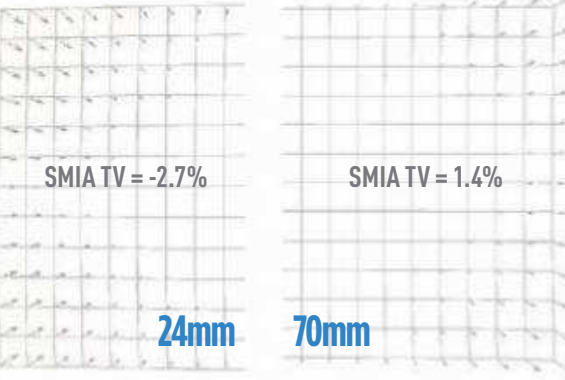 SMIA TV = -2.7%
SMIA TV = 1.4%
24mm
70mm